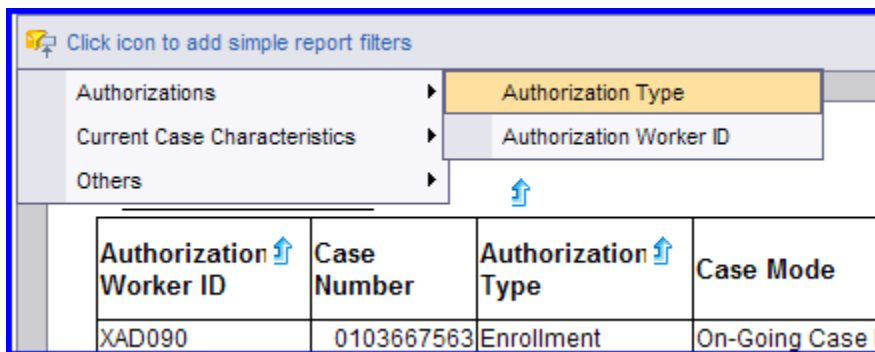 Click icon to add simple report filters
Authorizations
Authorization Type
Current Case Characteristics
Authorization Worker ID
Others
Authorization Worker ID
Case Number
Authorization Type
Case Mode
XAD090
0103667563
Enrollment
On-Going Case